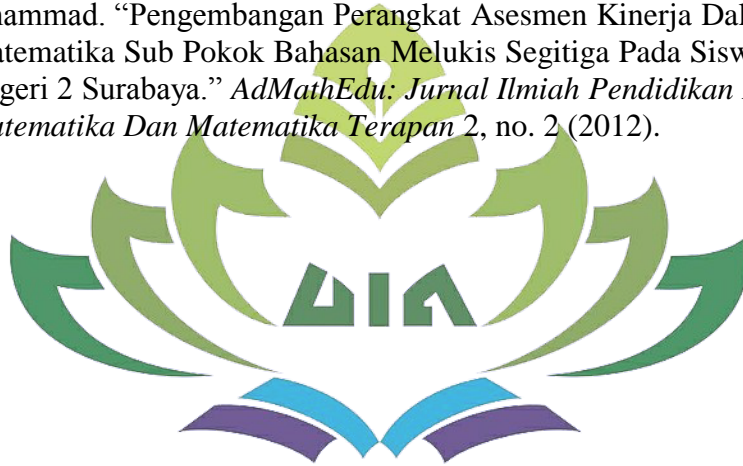 hammad. “Pengembangan Perangkat Asesmen Kinerja Dal
atematika Sub Pokok Bahasan Melukis Segitiga Pada Sisw
geri 2 Surabaya.” AdMathEdu: Jurnal Ilmiah Pendidikan
atematika Dan Matematika Terapan 2, no. 2 (2012).
UIN